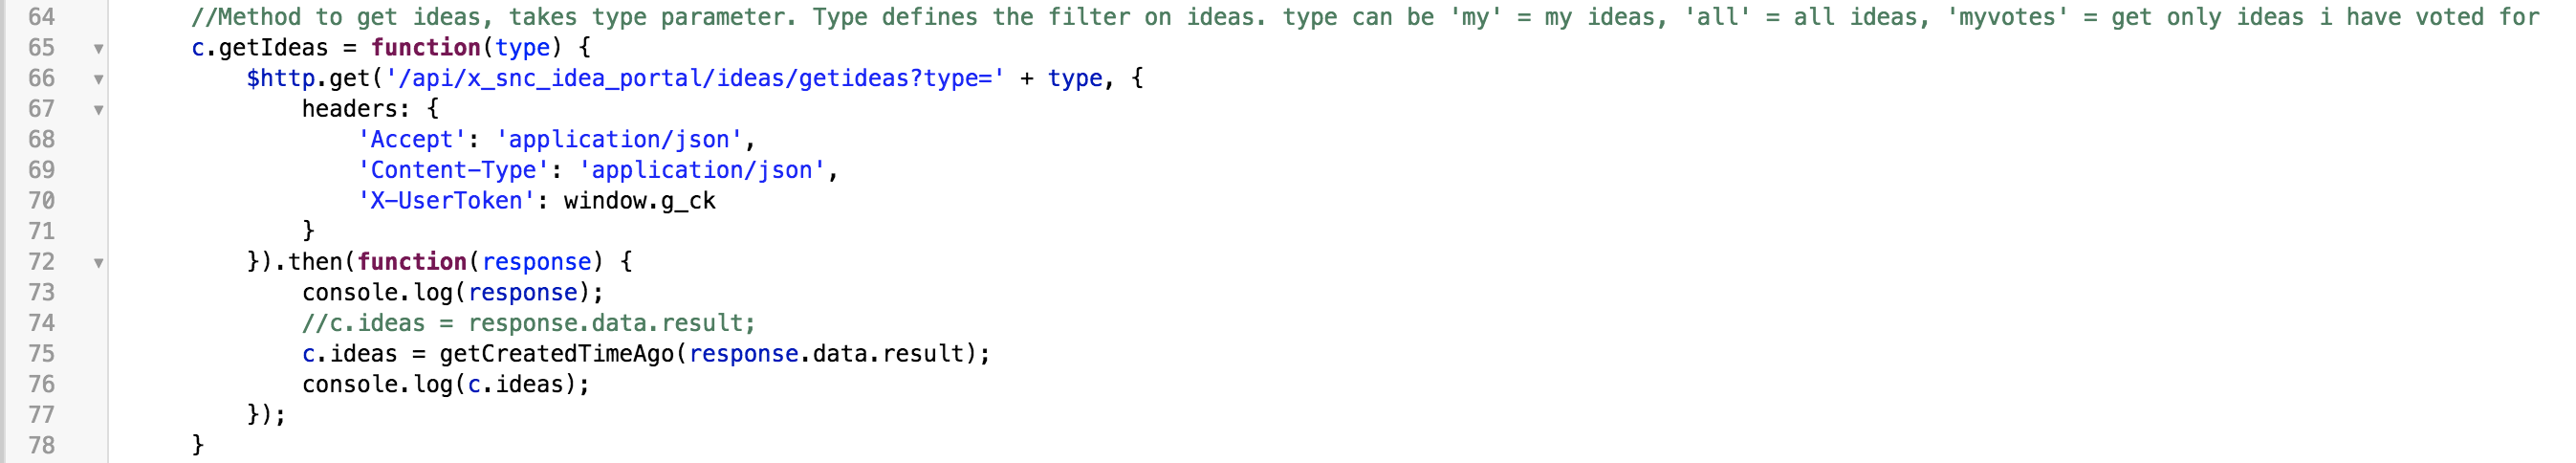 64 //Method to get ideas, takes type parameter. Type defines the filter on ideas. type can be 'my' = my ideas, 'all' = all ideas, 'myvotes' = get only ideas i have voted for
65 c.getIdeas = function(type) {
66 $http.get('/api/x_snc_idea_portal/ideas/getideas?type=' + type, {
67 headers: {
68 'Accept': 'application/json',
69 'Content-Type': 'application/json',
70 'X-UserToken': window.g_ck
71 }
72 }).then(function(response) {
73 console.log(response);
74 //c.ideas = response.data.result;
75 c.ideas = getCreatedTimeAgo(response.data.result);
76 console.log(c.ideas);
77 });
78 }